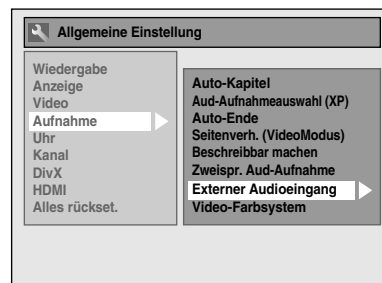 Allgemeine Einstellung
Wiedergabe
Anzeige
Video
Aufnahme
Uhr
Kanal
DivX
HDMI
Alles rückset.
Auto-Kapitel
Aud-Aufnahmeauswahl (XP)
Auto-Ende
Seitenverh. (VideoModus)
Beschreibbar machen
Zweispr. Aud-Aufnahme
Externer Audioeingang
Video-Farbsystem